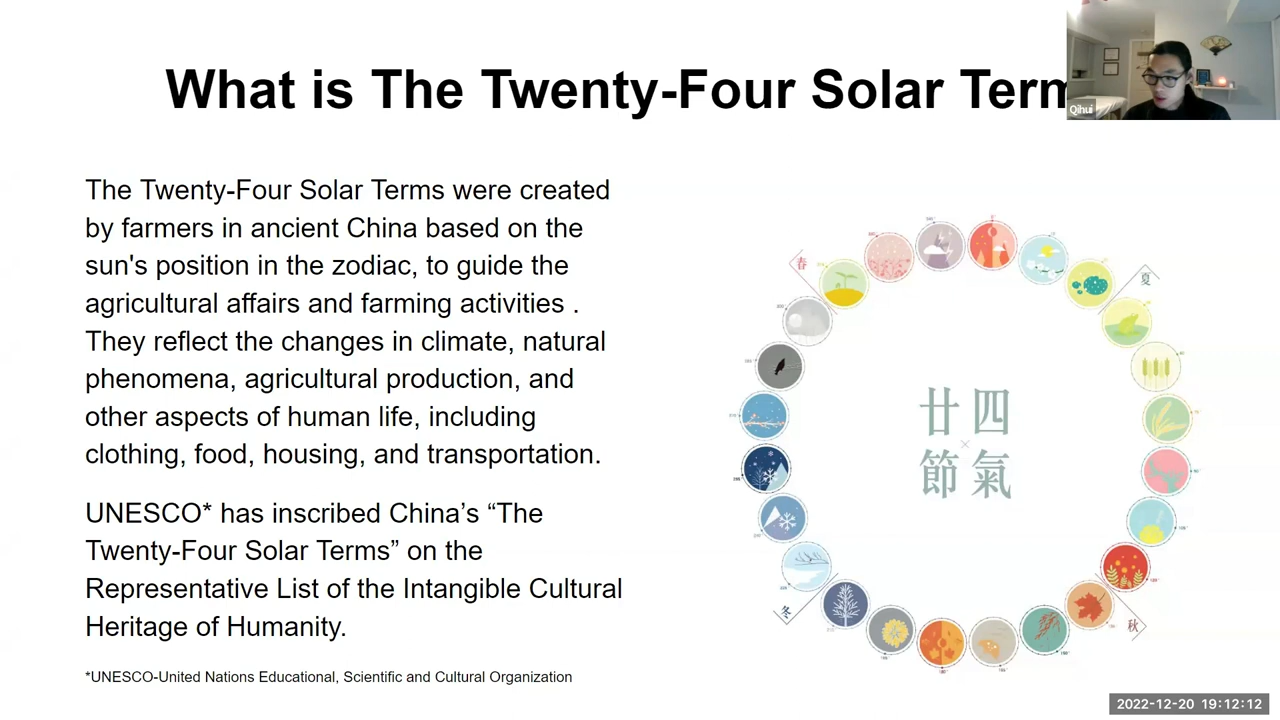 What is The Twenty-Four Solar Term
Qihui
The Twenty-Four Solar Terms were created
by farmers in ancient China based on the
sun's position in the zodiac, to guide the
agricultural affairs and farming activities .
They reflect the changes in climate, natural
phenomena, agricultural production, and
other aspects of human life, including
clothing, food, housing, and transportation.
UNESCO* has inscribed China’s “The
Twenty-Four Solar Terms” on the
Representative List of the Intangible Cultural
Heritage of Humanity.
*UNESCO-United Nations Educational, Scientific and Cultural Organization
春
夏
廿四
×
節氣
冬
秋
2022-12-20 19:12:12